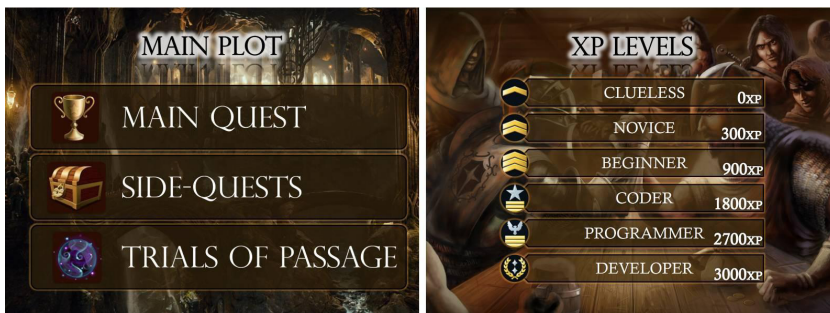 MAIN PLOT
MAIN QUEST
SIDE-QUESTS
TRIALS OF PASSAGE
XP LEVELS
CLUELESS 0XP
NOVICE 300XP
BEGINNER 900XP
CODER 1800XP
PROGRAMMER 2700XP
DEVELOPER 3000XP